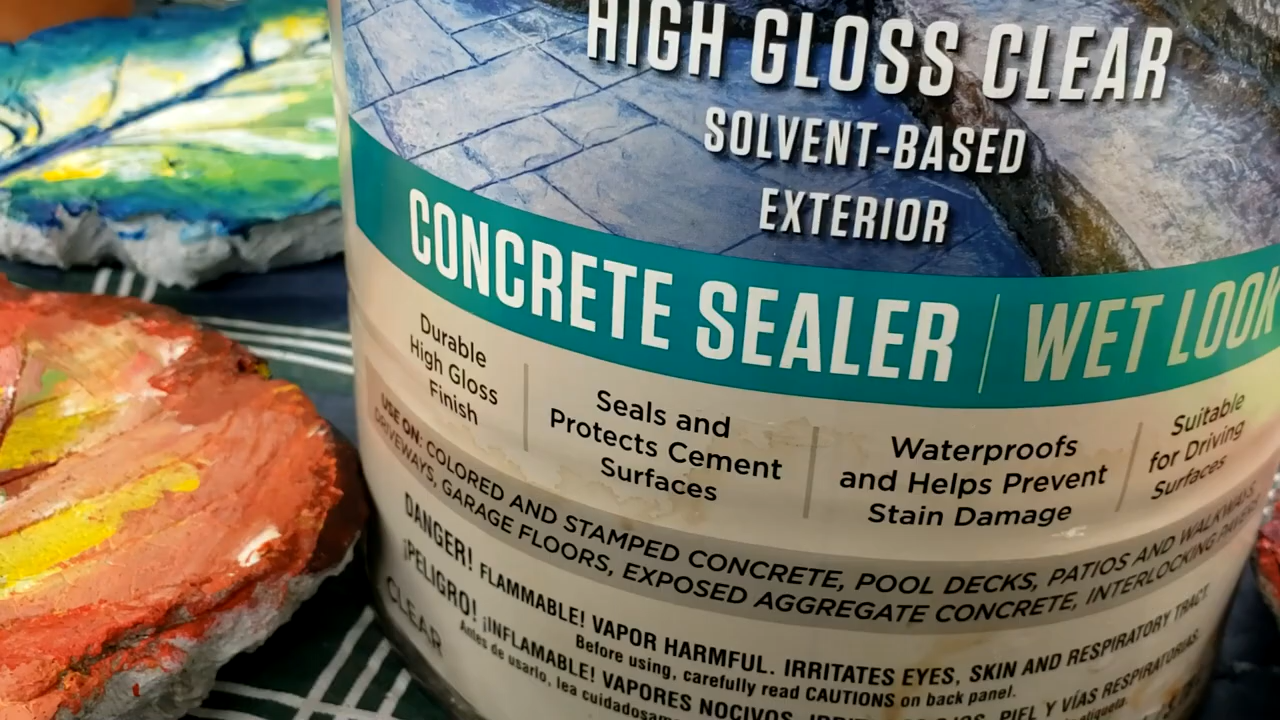 HIGH GLOSS CLEAR
SOLVENT-BASED
EXTERIOR
CONCRETE SEALER | WET LOOK
Durable
High Gloss
Finish
Seals and
Protects Cement
Surfaces
Waterproofs
and Helps Prevent
Stain Damage
Suitable
for Driving
Surfaces
USE ON: COLORED AND STAMPED CONCRETE, POOL DECKS, PATIOS AND WALKWAYS,
DRIVEWAYS, GARAGE FLOORS, EXPOSED AGGREGATE CONCRETE, INTERLOCKING PAVERS
DANGER! FLAMMABLE! VAPOR HARMFUL. IRRITATES EYES, SKIN AND RESPIRATORY TRACT.
Before using, carefully read CAUTIONS on back panel.
¡PELIGRO! ¡INFLAMABLE! VAPORES NOCIVOS. PIEL Y VÍAS RESPIRATORIAS.
Antes de usarlo, lea
CLEAR